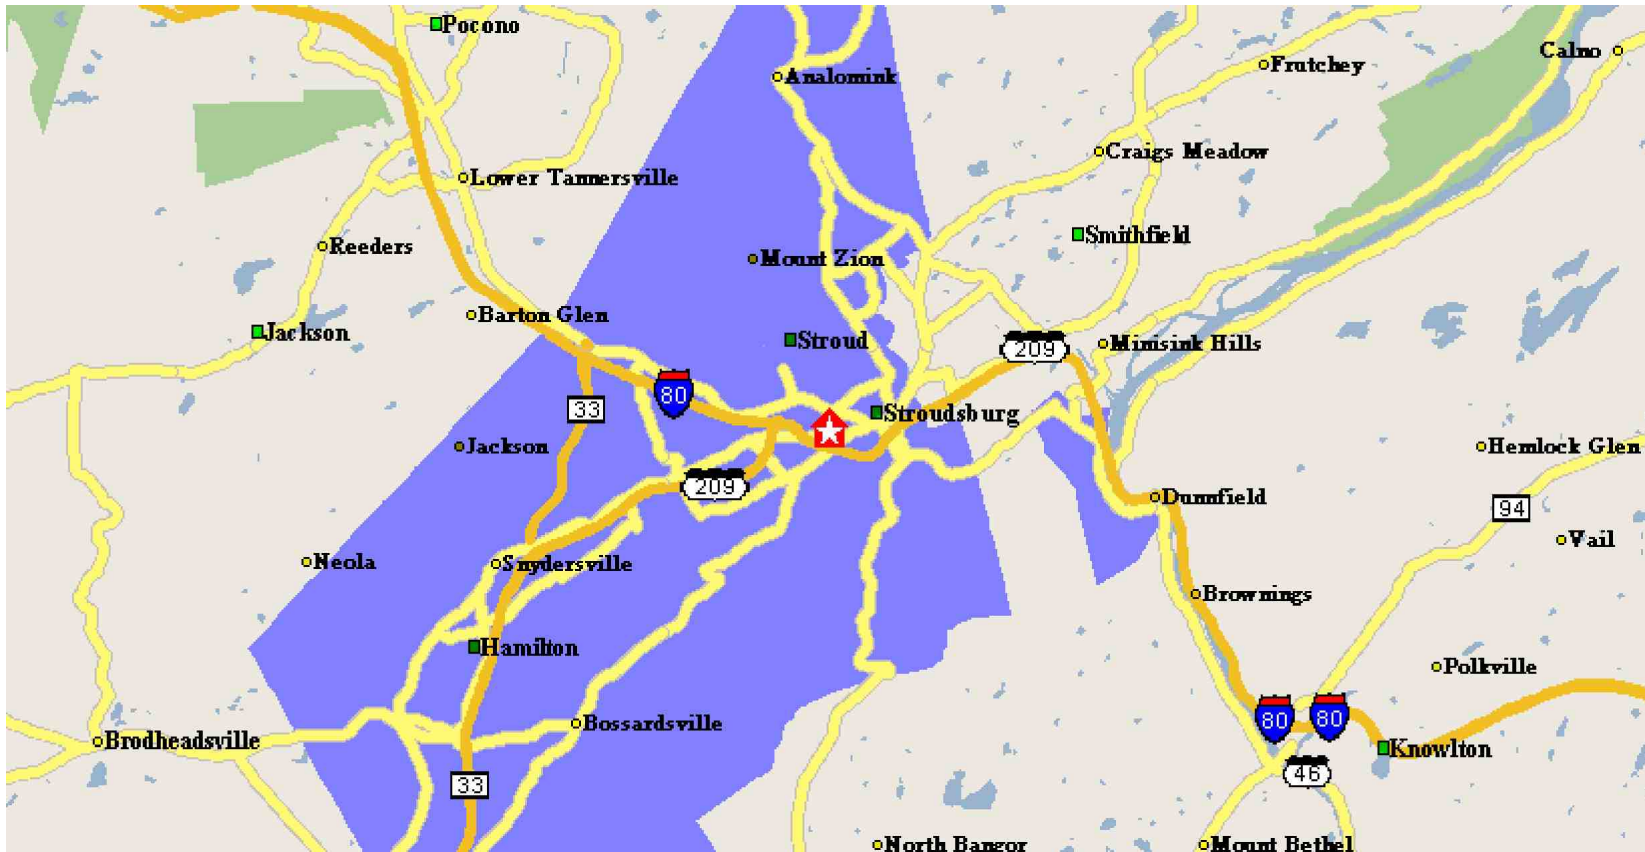 Pocono
Calno
Frutchey
Analomink
Craigs Meadow
Lower Tannersville
Smithfield
Reeders
Mount Zion
Barton Glen
Jackson
Stroud
209
Minisink Hills
80
33
Stroudsburg
Jackson
Hemlock Glen
209
Dunnfield
94
Vail
Neola
Snydersville
Brownings
Hamilton
Polkville
80
80
Bossardsville
Brodheadsville
Knowlton
46
33
North Bangor
Mount Bethel